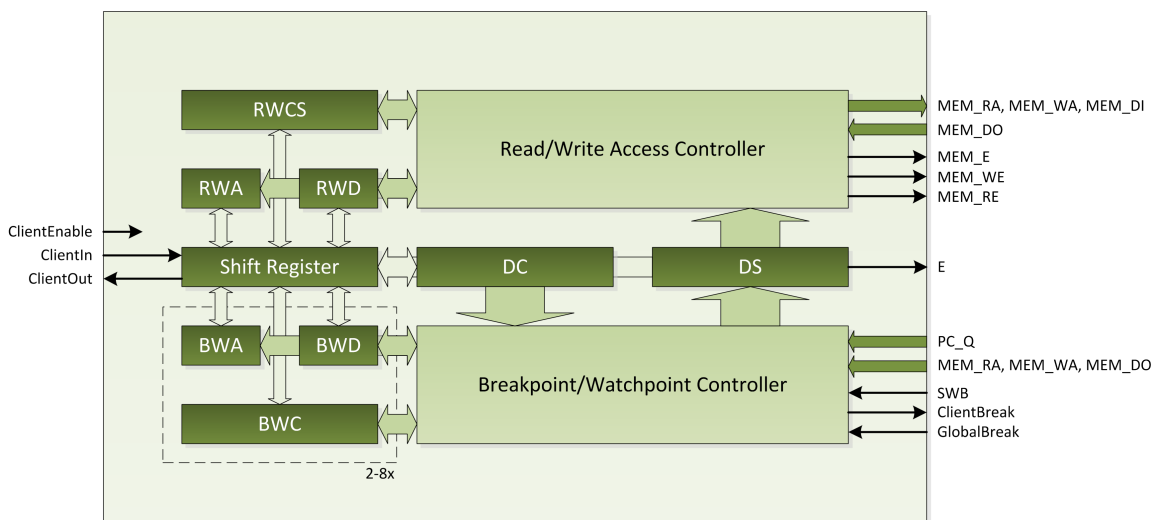 RWCS
Read/Write Access Controller
MEM_RA, MEM_WA, MEM_DI
MEM_DO
MEM_E
MEM_WE
MEM_RE
RWA
RWD
ClientEnable
ClientIn
ClientOut
Shift Register
DC
DS
E
BWA
BWD
BWC
2-8x
Breakpoint/Watchpoint Controller
PC_Q
MEM_RA, MEM_WA, MEM_DO
SWB
ClientBreak
GlobalBreak